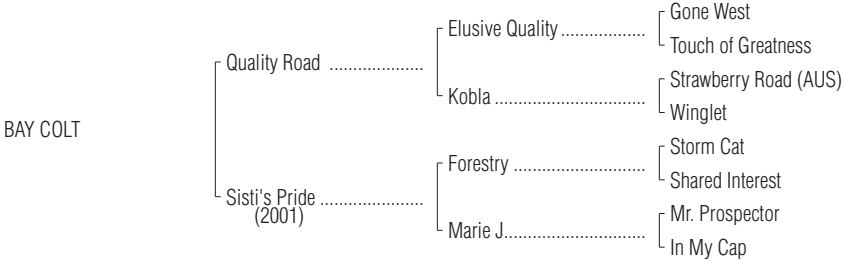 Gone West
Elusive Quality ..................
Touch of Greatness
Quality Road ....................
Strawberry Road (AUS)
Kobla ................................
Winglet
BAY COLT
Storm Cat
Forestry ............................
Shared Interest
Sisti's Pride ......................
(2001)
Mr. Prospector
Marie J..............................
In My Cap